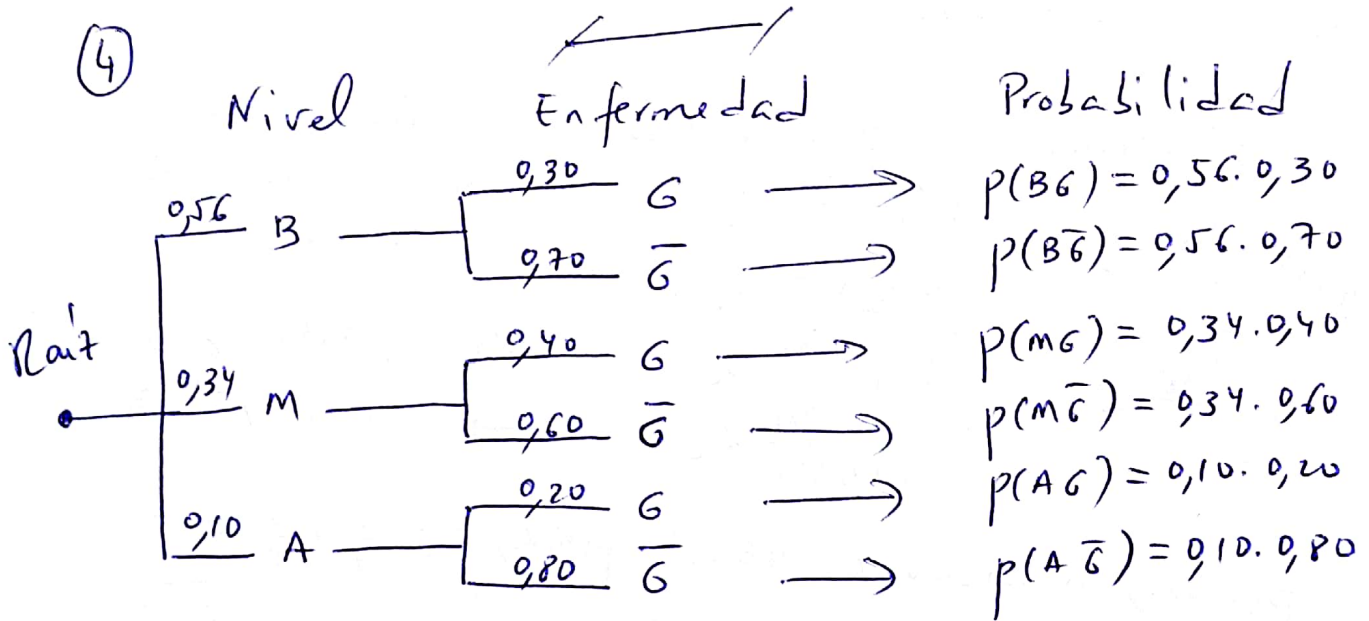 4
Nivel Enfermedad Probabilidad
0,30 G p(BG) = 0,56. 0,30
0,56 B
0,70 G̅ p(BG̅) = 0,56. 0,70
Raíz
0,40 G p(MG) = 0,34. 0,40
0,34 M
0,60 G̅ p(MG̅) = 0,34. 0,60
0,20 G p(AG) = 0,10. 0,20
0,10 A
0,80 G̅ p(AG̅) = 0,10. 0,80